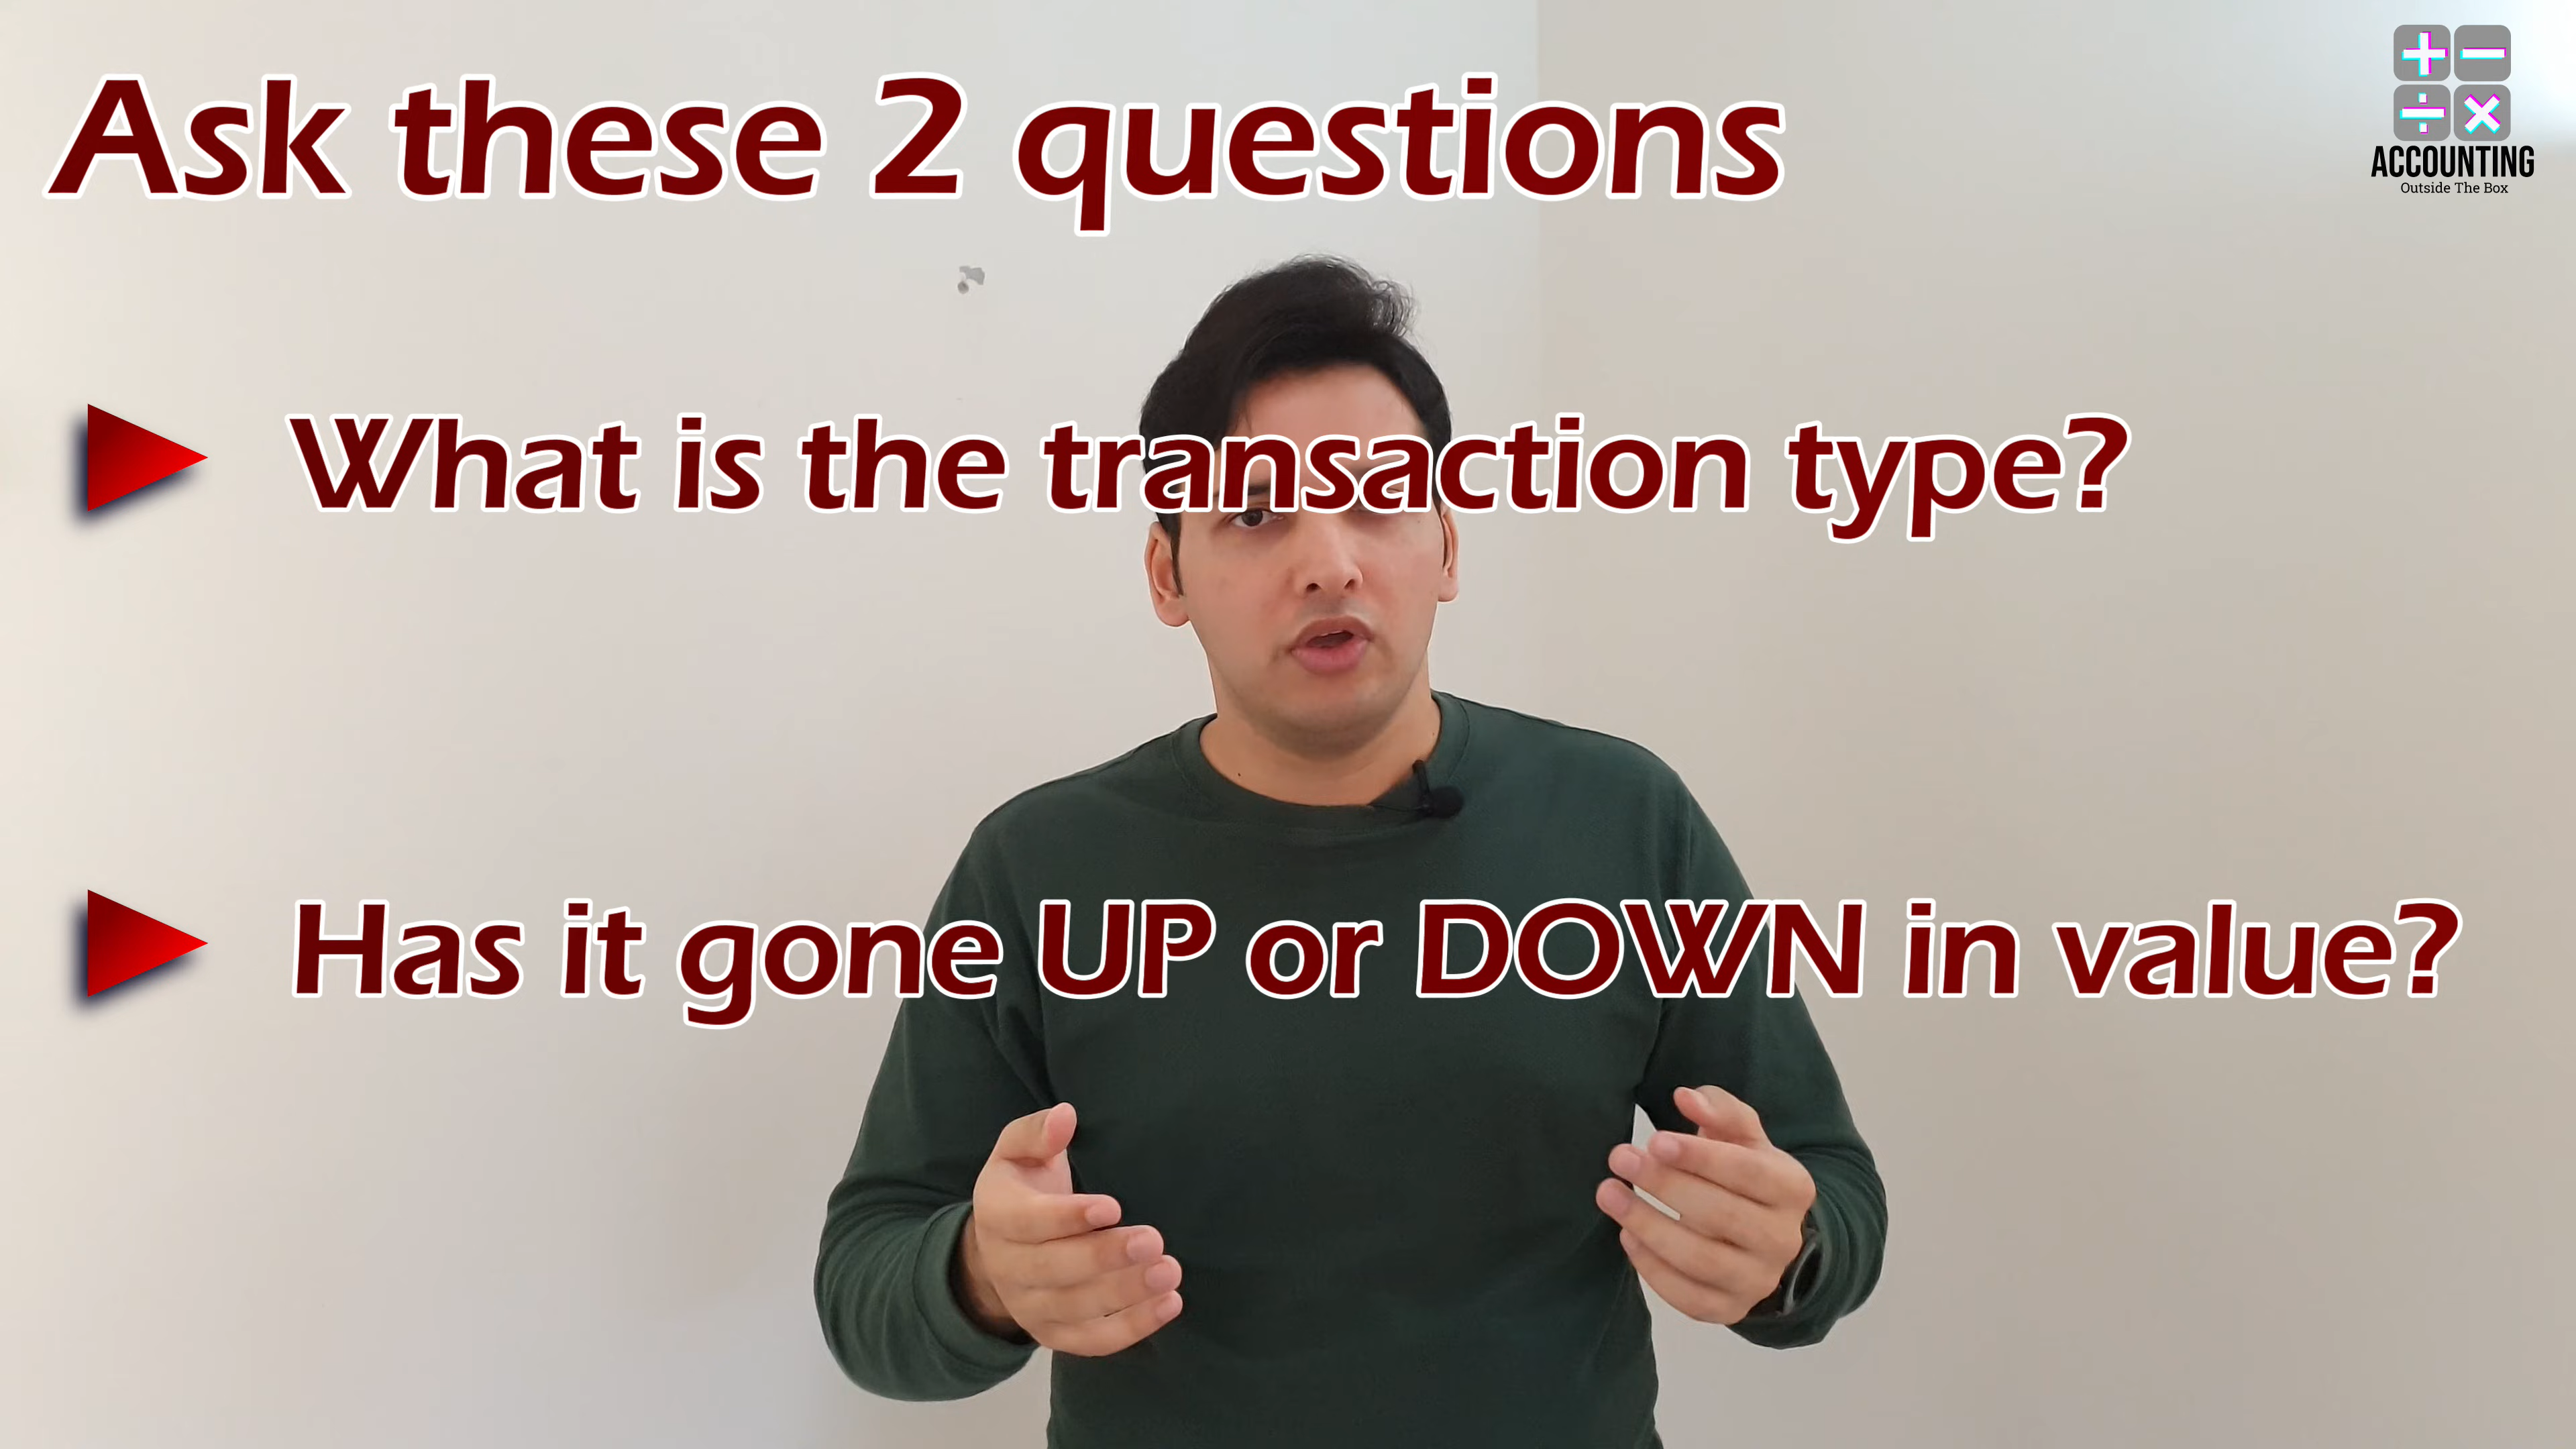 Ask these 2 questions
ACCOUNTING
Outside The Box
What is the transaction type?
Has it gone UP or DOWN in value?